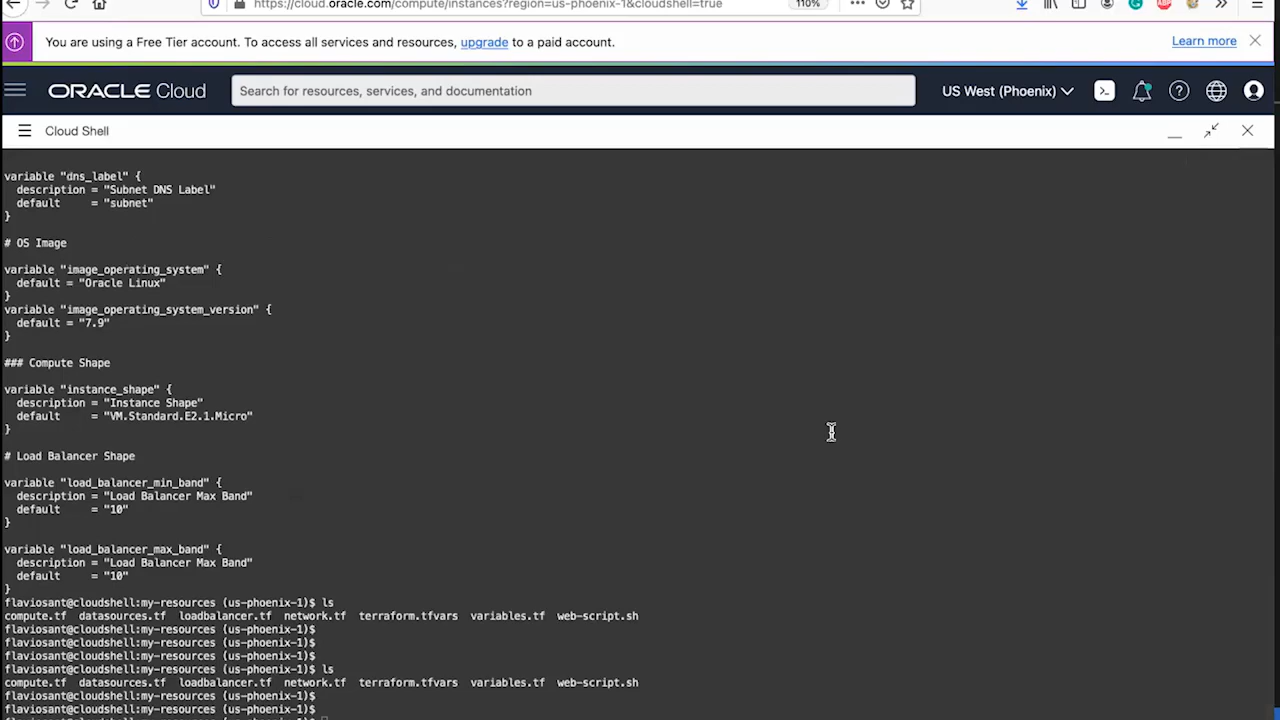 https://cloud.oracle.com/compute/instances?region=us-phoenix-1&cloudshell=true
110%
You are using a Free Tier account. To access all services and resources, upgrade to a paid account.
Learn more
ORACLE Cloud
Search for resources, services, and documentation
US West (Phoenix)
Cloud Shell
variable "dns_label" {
  description = "Subnet DNS Label"
  default     = "subnet"
}
# OS Image
variable "image_operating_system" {
  default = "Oracle Linux"
}
variable "image_operating_system_version" {
  default = "7.9"
}
### Compute Shape
variable "instance_shape" {
  description = "Instance Shape"
  default     = "VM.Standard.E2.1.Micro"
}
# Load Balancer Shape
variable "load_balancer_min_band" {
  description = "Load Balancer Max Band"
  default     = "10"
}
variable "load_balancer_max_band" {
  description = "Load Balancer Max Band"
  default     = "10"
}
flaviosant@cloudshell:my-resources (us-phoenix-1)$ ls
compute.tf  datasources.tf  loadbalancer.tf  network.tf  terraform.tfvars  variables.tf  web-script.sh
flaviosant@cloudshell:my-resources (us-phoenix-1)$
flaviosant@cloudshell:my-resources (us-phoenix-1)$
flaviosant@cloudshell:my-resources (us-phoenix-1)$
flaviosant@cloudshell:my-resources (us-phoenix-1)$ ls
compute.tf  datasources.tf  loadbalancer.tf  network.tf  terraform.tfvars  variables.tf  web-script.sh
flaviosant@cloudshell:my-resources (us-phoenix-1)$
flaviosant@cloudshell:my-resources (us-phoenix-1)$
flaviosant@cloudshell:my-resources (us-phoenix-1)$